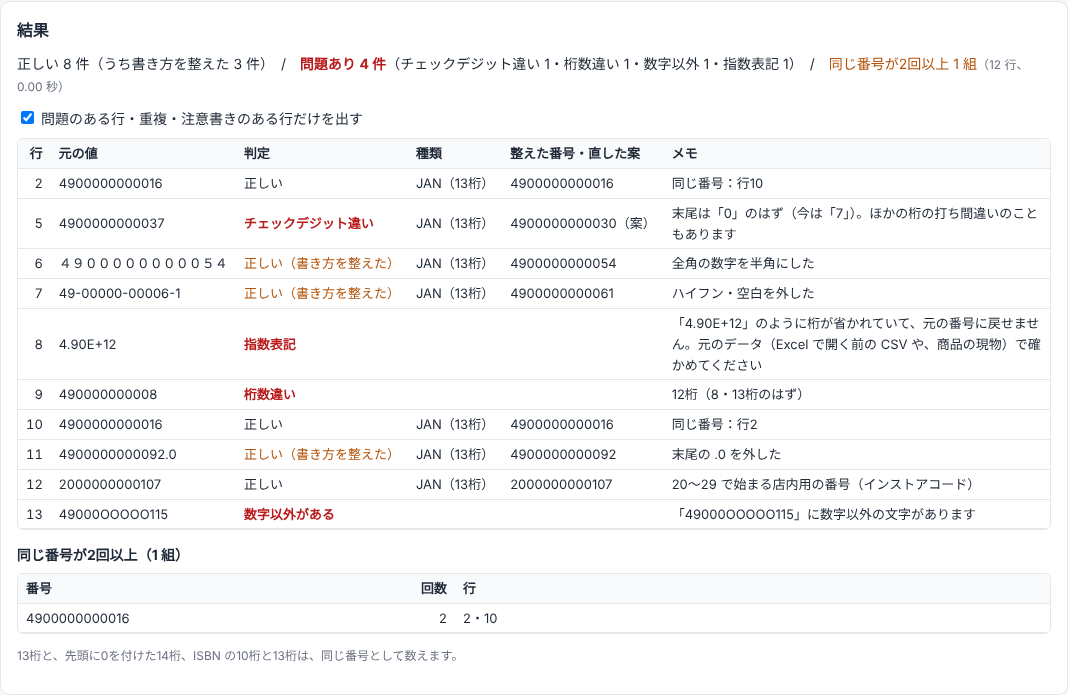 結果
正しい 8 件（うち書き方を整えた 3 件） / 問題あり 4 件（チェックデジット違い 1・桁数違い 1・数字以外 1・指数表記 1） / 同じ番号が2回以上 1 組（12 行、
0.00 秒）
問題のある行・重複・注意書きのある行だけを出す
行 元の値 判定 種類 整えた番号・直した案 メモ
2 4900000000016 正しい JAN（13桁） 4900000000016 同じ番号：行10
5 4900000000037 チェックデジット違い JAN（13桁） 4900000000030（案） 末尾は「0」のはず（今は「7」）。ほかの桁の打ち間違いのこと
もあります
6 ４９０００００００００５４ 正しい（書き方を整えた） JAN（13桁） 4900000000054 全角の数字を半角にした
7 49-00000-00006-1 正しい（書き方を整えた） JAN（13桁） 4900000000061 ハイフン・空白を外した
8 4.90E+12 指数表記 「4.90E+12」のように桁が省かれていて、元の番号に戻せませ
ん。元のデータ（Excel で開く前の CSV や、商品の現物）で確
かめてください
9 490000000008 桁数違い 12桁（8・13桁のはず）
10 4900000000016 正しい JAN（13桁） 4900000000016 同じ番号：行2
11 4900000000092.0 正しい（書き方を整えた） JAN（13桁） 4900000000092 末尾の .0 を外した
12 2000000000107 正しい JAN（13桁） 2000000000107 20〜29 で始まる店内用の番号（インストアコード）
13 49000OOOOO115 数字以外がある 「49000OOOOO115」に数字以外の文字があります
同じ番号が2回以上（1 組）
番号 回数 行
4900000000016 2 2・10
13桁と、先頭に0を付けた14桁、ISBN の10桁と13桁は、同じ番号として数えます。